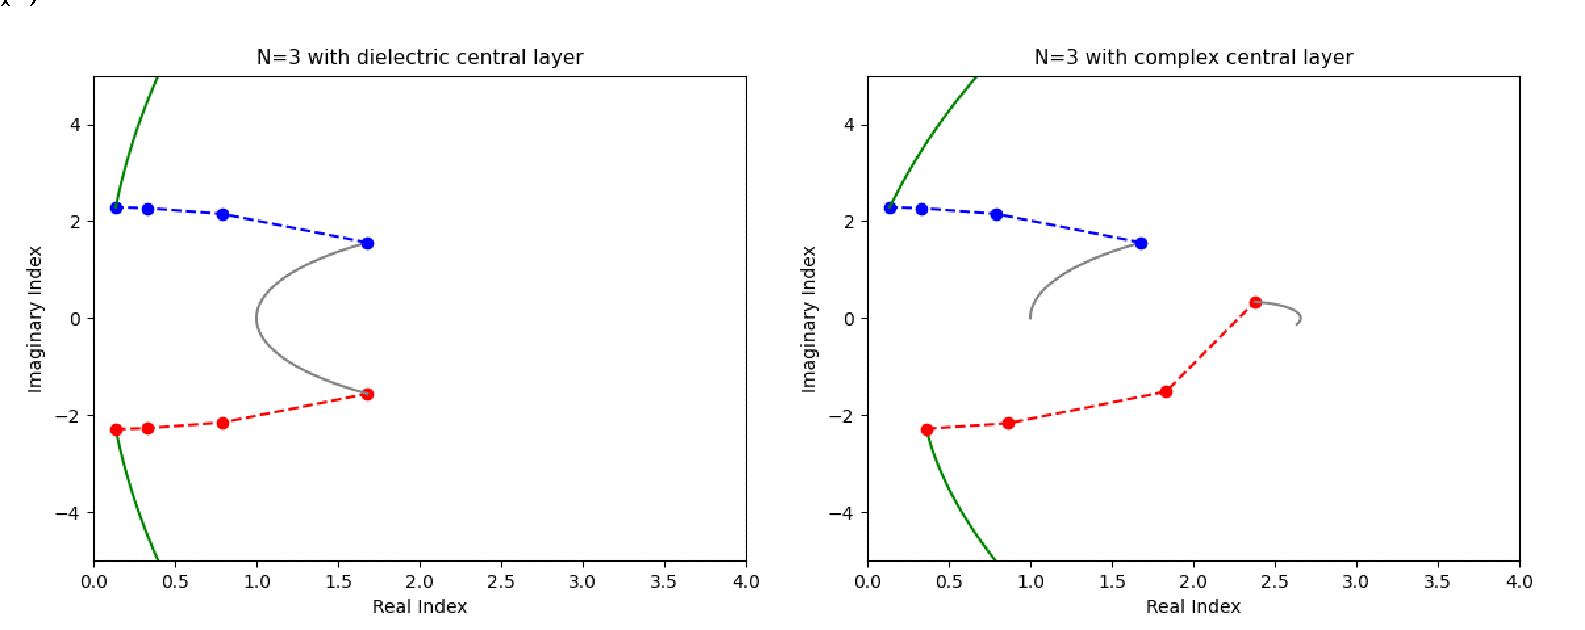 N=3 with dielectric central layer
4
2
0
−2
−4
Imaginary Index
0.0 0.5 1.0 1.5 2.0 2.5 3.0 3.5 4.0
Real Index
N=3 with complex central layer
4
2
0
−2
−4
Imaginary Index
0.0 0.5 1.0 1.5 2.0 2.5 3.0 3.5 4.0
Real Index